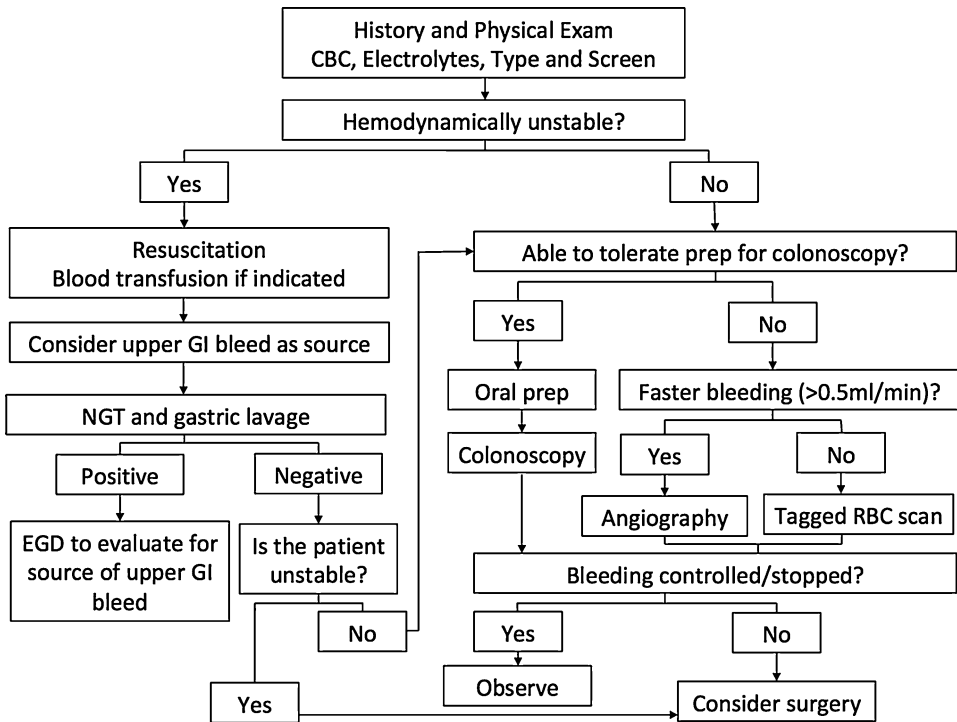 History and Physical Exam
CBC, Electrolytes, Type and Screen
Hemodynamically unstable?
Yes
No
Resuscitation
Blood transfusion if indicated
Able to tolerate prep for colonoscopy?
Yes
No
Consider upper GI bleed as source
Oral prep
Faster bleeding (>0.5ml/min)?
NGT and gastric lavage
Colonoscopy
Yes
No
Positive
Negative
Angiography
Tagged RBC scan
EGD to evaluate for
source of upper GI
bleed
Is the patient
unstable?
Bleeding controlled/stopped?
No
Yes
No
Yes
Observe
Consider surgery